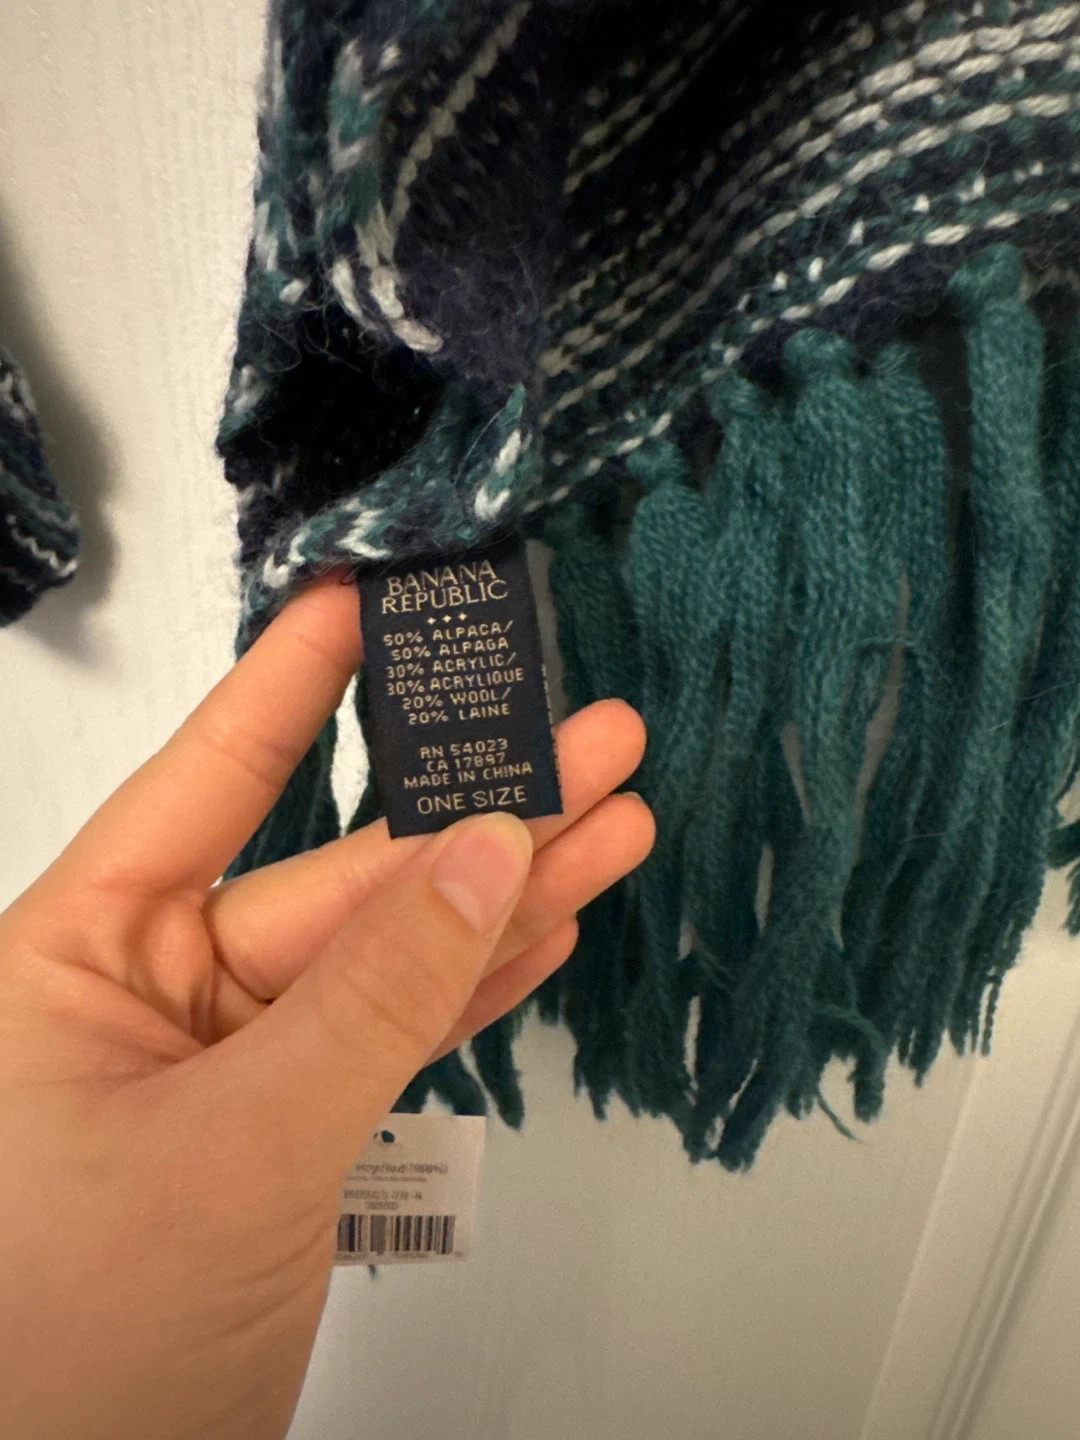 BANANA
REPUBLIC
50% ALPACA/
50% ALPAGA
30% ACRYLIC/
30% ACRYLIQUE
20% WOOL/
20% LAINE
RN 54023
CA 17897
MADE IN CHINA
ONE SIZE